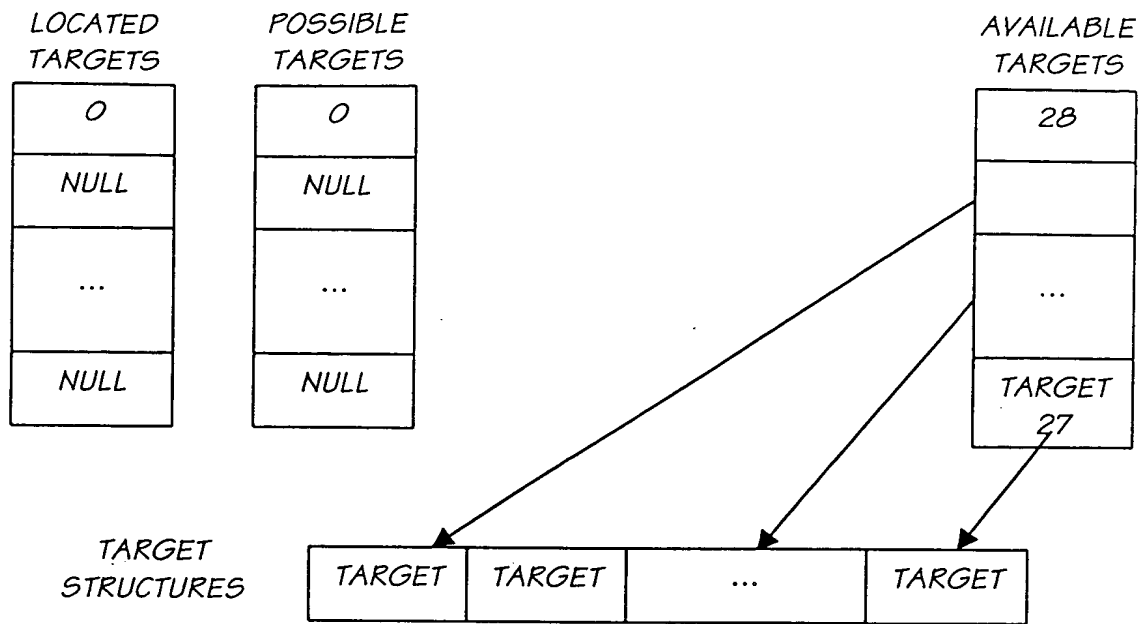 LOCATED
TARGETS
0
NULL
...
NULL
POSSIBLE
TARGETS
0
NULL
...
NULL
AVAILABLE
TARGETS
28
...
TARGET
27
TARGET
STRUCTURES
TARGET
TARGET
...
TARGET